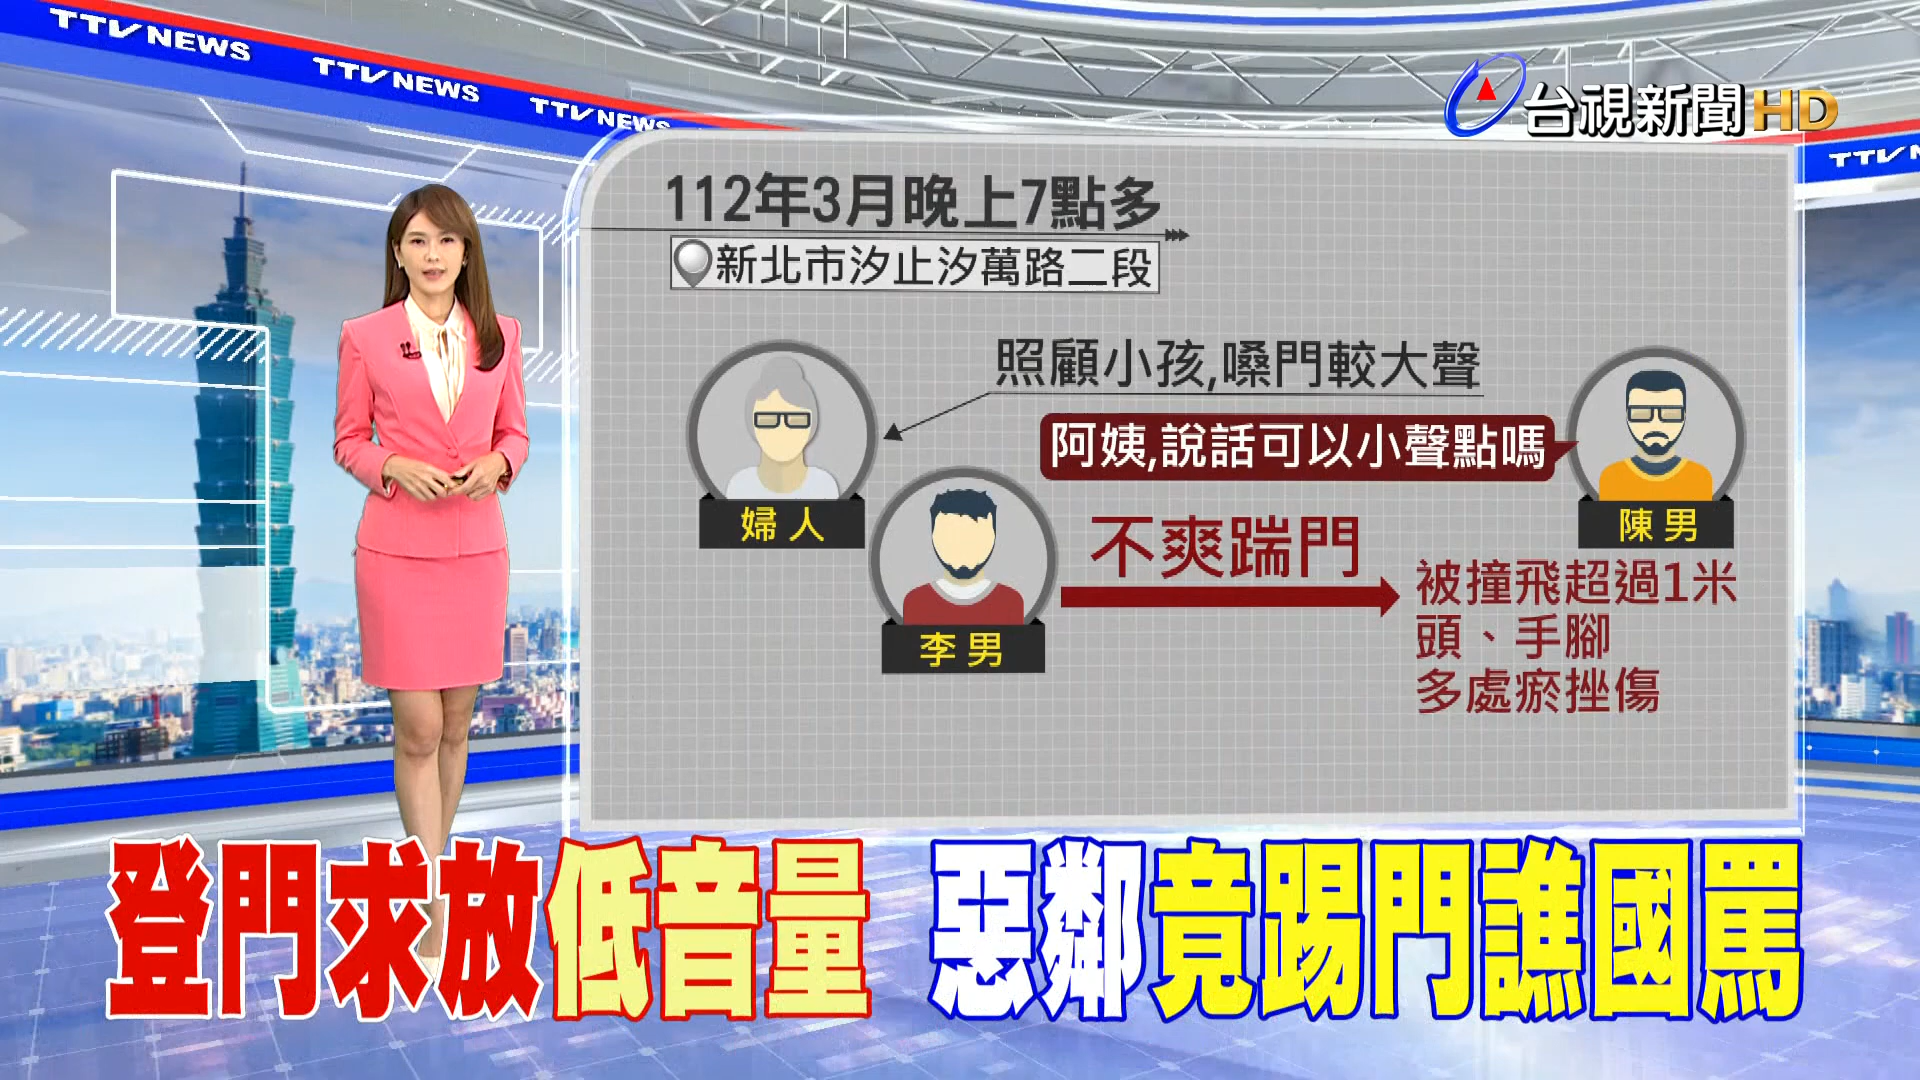 TTV NEWS
TTV NEWS
TTV NEWS
台視新聞HD
TTV N
112年3月晚上7點多
新北市汐止汐萬路二段
照顧小孩,嗓門較大聲
阿姨,說話可以小聲點嗎
婦人
陳男
不爽踹門
李男
被撞飛超過1米
頭、手腳
多處瘀挫傷
登門求放低音量 惡鄰竟踢門譙國罵